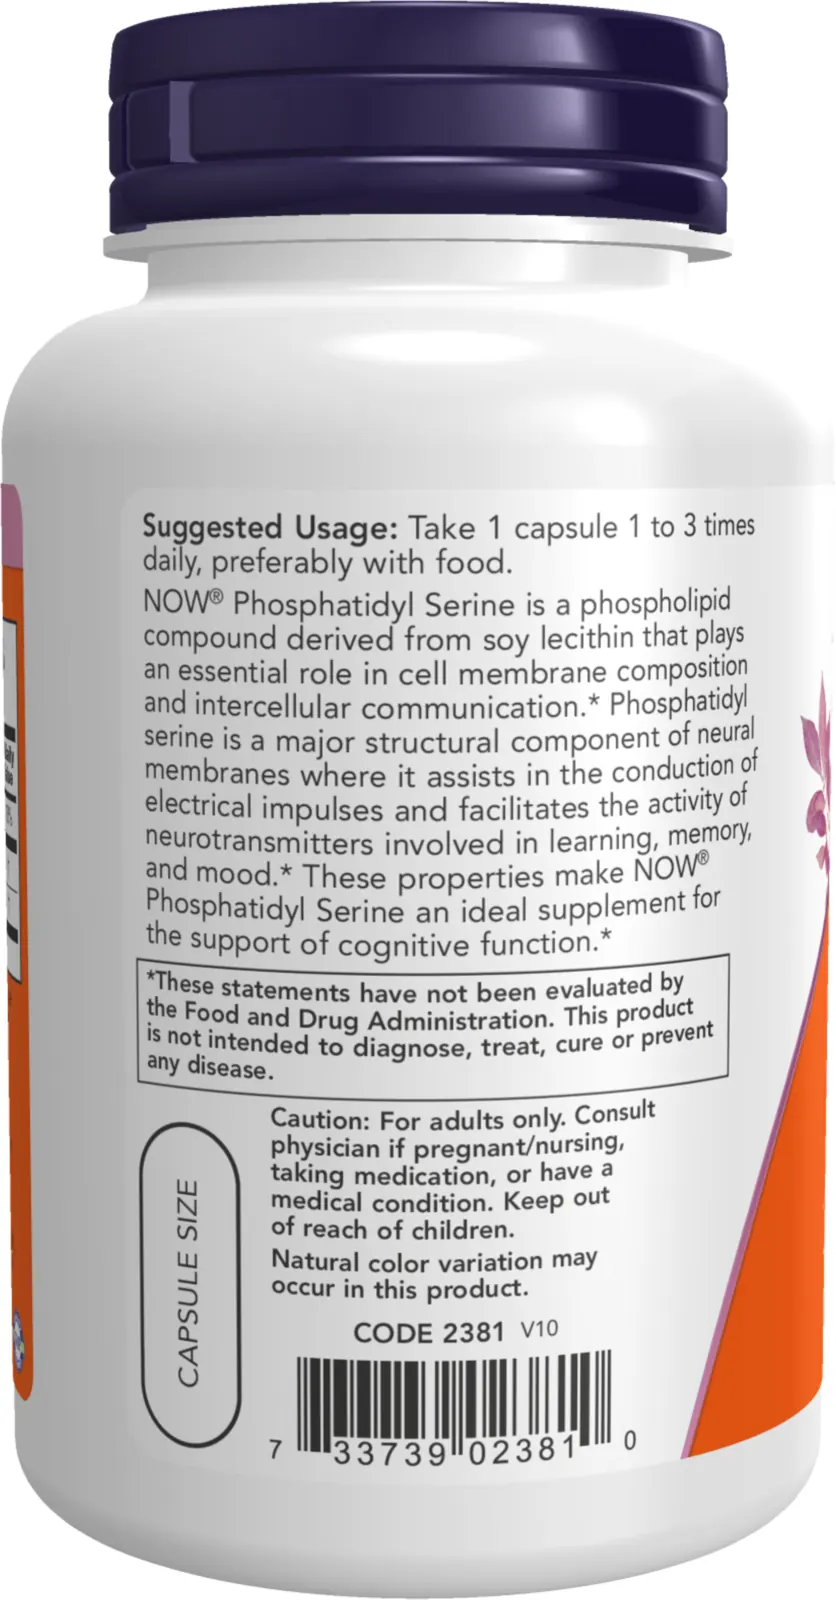 Suggested Usage: Take 1 capsule 1 to 3 times
daily, preferably with food.
NOW® Phosphatidyl Serine is a phospholipid
compound derived from soy lecithin that plays
an essential role in cell membrane composition
and intercellular communication.* Phosphatidyl
serine is a major structural component of neural
membranes where it assists in the conduction of
electrical impulses and facilitates the activity of
neurotransmitters involved in learning, memory,
and mood.* These properties make NOW®
Phosphatidyl Serine an ideal supplement for
the support of cognitive function.*
*These statements have not been evaluated by
the Food and Drug Administration. This product
is not intended to diagnose, treat, cure or prevent
any disease.
CAPSULE SIZE
Caution: For adults only. Consult
physician if pregnant/nursing,
taking medication, or have a
medical condition. Keep out
of reach of children.
Natural color variation may
occur in this product.
CODE 2381 V10
7 33739 02381 0